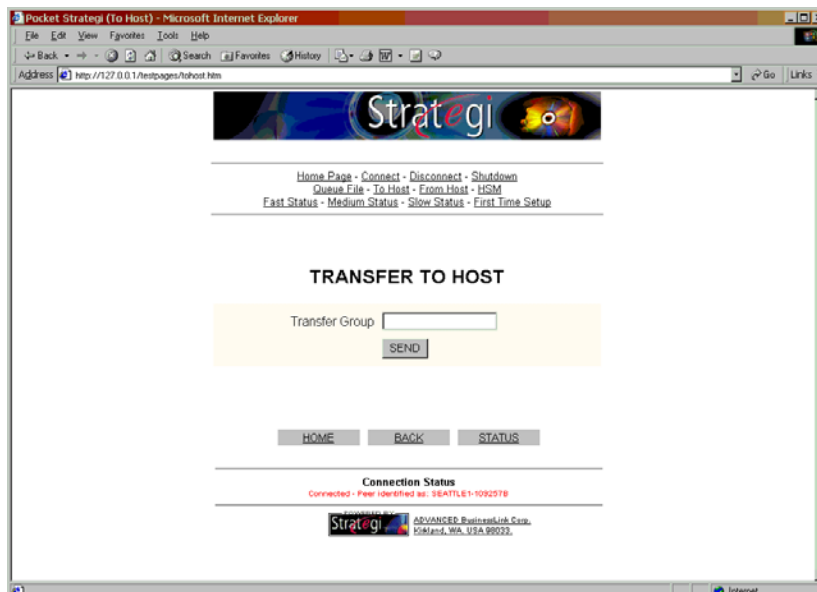 Pocket Strategi (To Host) - Microsoft Internet Explorer
File Edit View Favorites Tools Help
Back Search Favorites History
Address http://127.0.0.1/testpages/tohost.htm Go Links
Strategi
Home Page - Connect - Disconnect - Shutdown
Queue File - To Host - From Host - HSM
Fast Status - Medium Status - Slow Status - First Time Setup
TRANSFER TO HOST
Transfer Group
SEND
HOME BACK STATUS
Connection Status
Connected - Peer identified as: SEATTLE1-109257B
POWERED BY
Strategi
ADVANCED BusinessLink Corp.
Kirkland, WA, USA 98033.
Internet